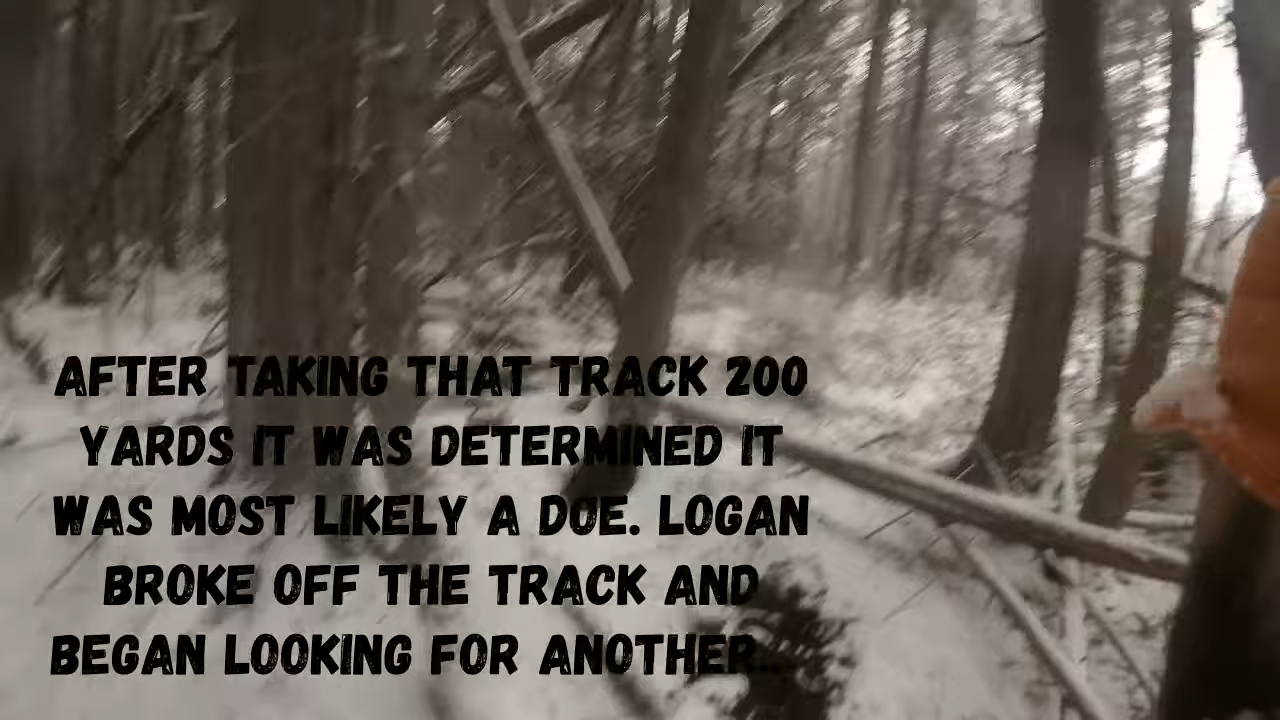 AFTER TAKING THAT TRACK 200
YARDS IT WAS DETERMINED IT
WAS MOST LIKELY A DOE. LOGAN
BROKE OFF THE TRACK AND
BEGAN LOOKING FOR ANOTHER...